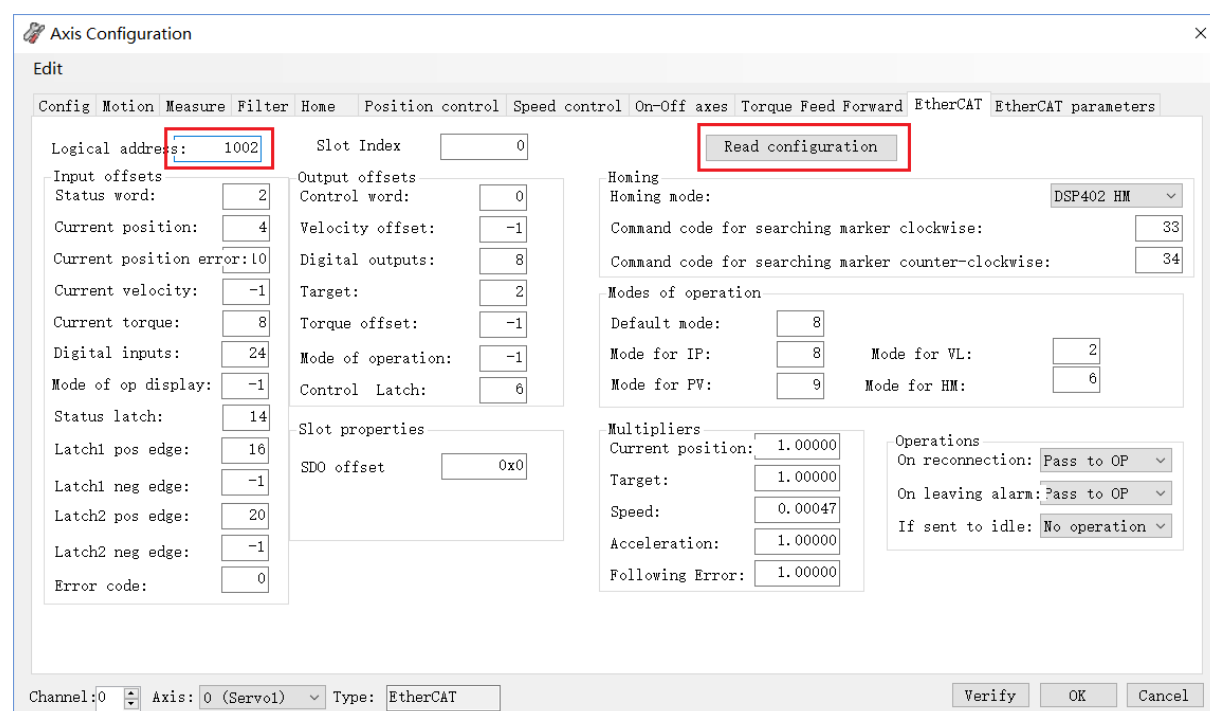 Axis Configuration
Edit
Config Motion Measure Filter Home Position control Speed control On-Off axes Torque Feed Forward EtherCAT EtherCAT parameters
Logical address: 1002 Slot Index 0 Read configuration
Input offsets
Status word: 2
Current position: 4
Current position error: 10
Current velocity: -1
Current torque: 8
Digital inputs: 24
Mode of op display: -1
Status latch: 14
Latch1 pos edge: 16
Latch1 neg edge: -1
Latch2 pos edge: 20
Latch2 neg edge: -1
Error code: 0
Output offsets
Control word: 0
Velocity offset: -1
Digital outputs: 8
Target: 2
Torque offset: -1
Mode of operation: -1
Control Latch: 6
Slot properties
SDO offset 0x0
Homing
Homing mode: DSP402 HM
Command code for searching marker clockwise: 33
Command code for searching marker counter-clockwise: 34
Modes of operation
Default mode: 8
Mode for IP: 8 Mode for VL: 2
Mode for PV: 9 Mode for HM: 6
Multipliers
Current position: 1.00000
Target: 1.00000
Speed: 0.00047
Acceleration: 1.00000
Following Error: 1.00000
Operations
On reconnection: Pass to OP
On leaving alarm: Pass to OP
If sent to idle: No operation
Channel: 0 Axis: 0 (Servo1) Type: EtherCAT Verify OK Cancel